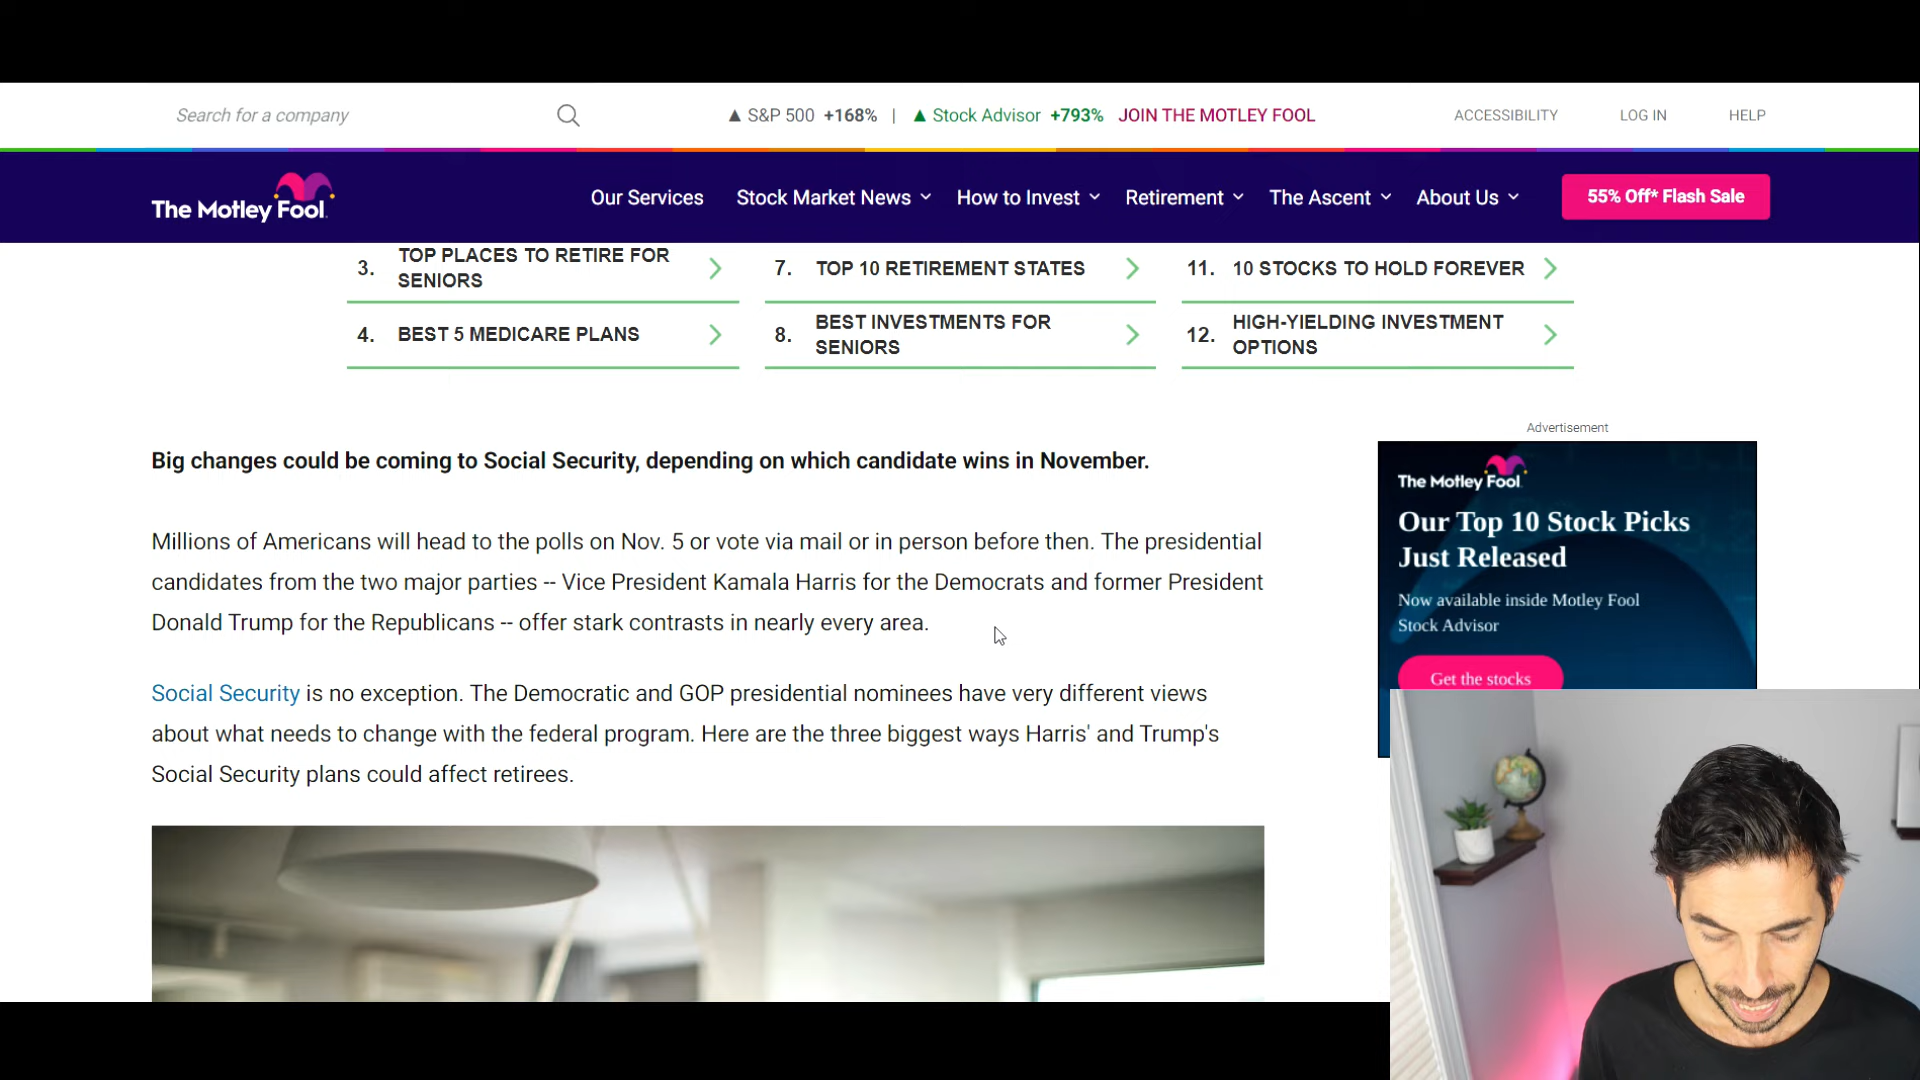 Search for a company
▲ S&P 500 +168% | ▲ Stock Advisor +793% JOIN THE MOTLEY FOOL
ACCESSIBILITY LOG IN HELP
The Motley Fool
Our Services Stock Market News How to Invest Retirement The Ascent About Us 55% Off* Flash Sale
3. TOP PLACES TO RETIRE FOR
SENIORS
7. TOP 10 RETIREMENT STATES
11. 10 STOCKS TO HOLD FOREVER
4. BEST 5 MEDICARE PLANS
8. BEST INVESTMENTS FOR
SENIORS
12. HIGH-YIELDING INVESTMENT
OPTIONS
Big changes could be coming to Social Security, depending on which candidate wins in November.
Millions of Americans will head to the polls on Nov. 5 or vote via mail or in person before then. The presidential
candidates from the two major parties -- Vice President Kamala Harris for the Democrats and former President
Donald Trump for the Republicans -- offer stark contrasts in nearly every area.
Social Security is no exception. The Democratic and GOP presidential nominees have very different views
about what needs to change with the federal program. Here are the three biggest ways Harris' and Trump's
Social Security plans could affect retirees.
Advertisement
The Motley Fool
Our Top 10 Stock Picks
Just Released
Now available inside Motley Fool
Stock Advisor
Get the stocks